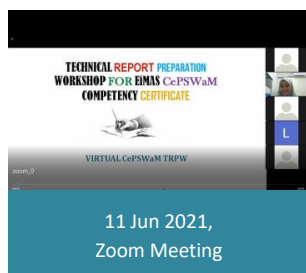 TECHNICAL REPORT PREPARATION
WORKSHOP FOR EiMAS CePSWaM
COMPETENCY CERTIFICATE
VIRTUAL CePSWaM TRPW
zoom_0
L
11 Jun 2021,
Zoom Meeting